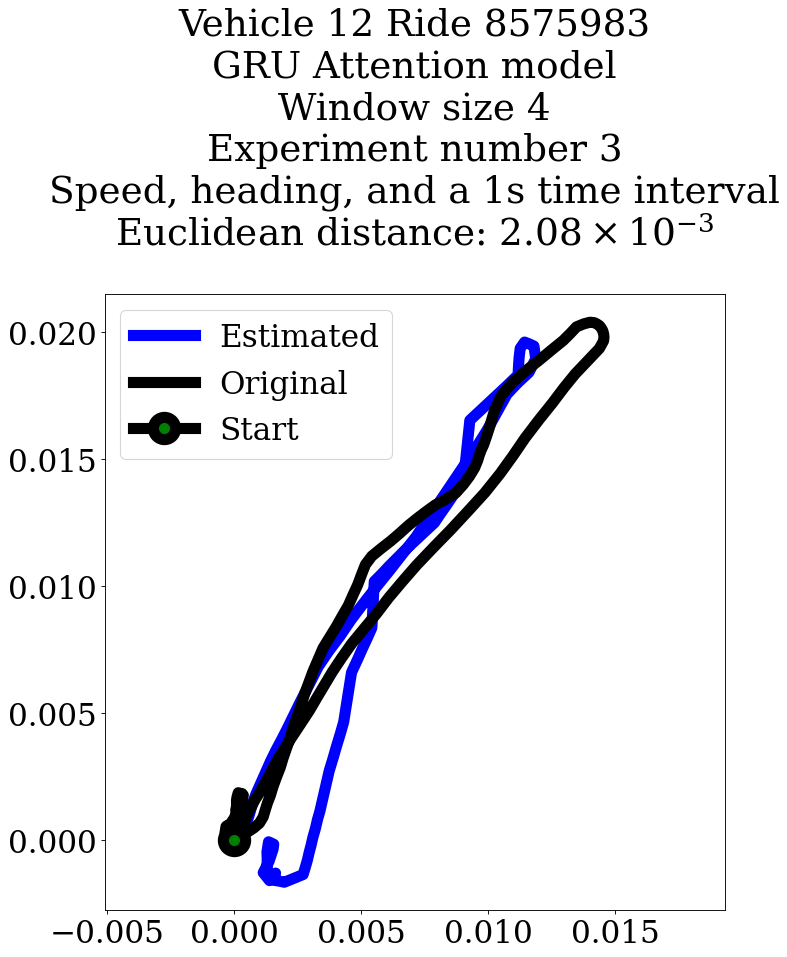 Vehicle 12 Ride 8575983
GRU Attention model
Window size 4
Experiment number 3
Speed, heading, and a 1s time interval
Euclidean distance: 2.08 × 10⁻³
Estimated
Original
Start
0.020
0.015
0.010
0.005
0.000
−0.005 0.000 0.005 0.010 0.015